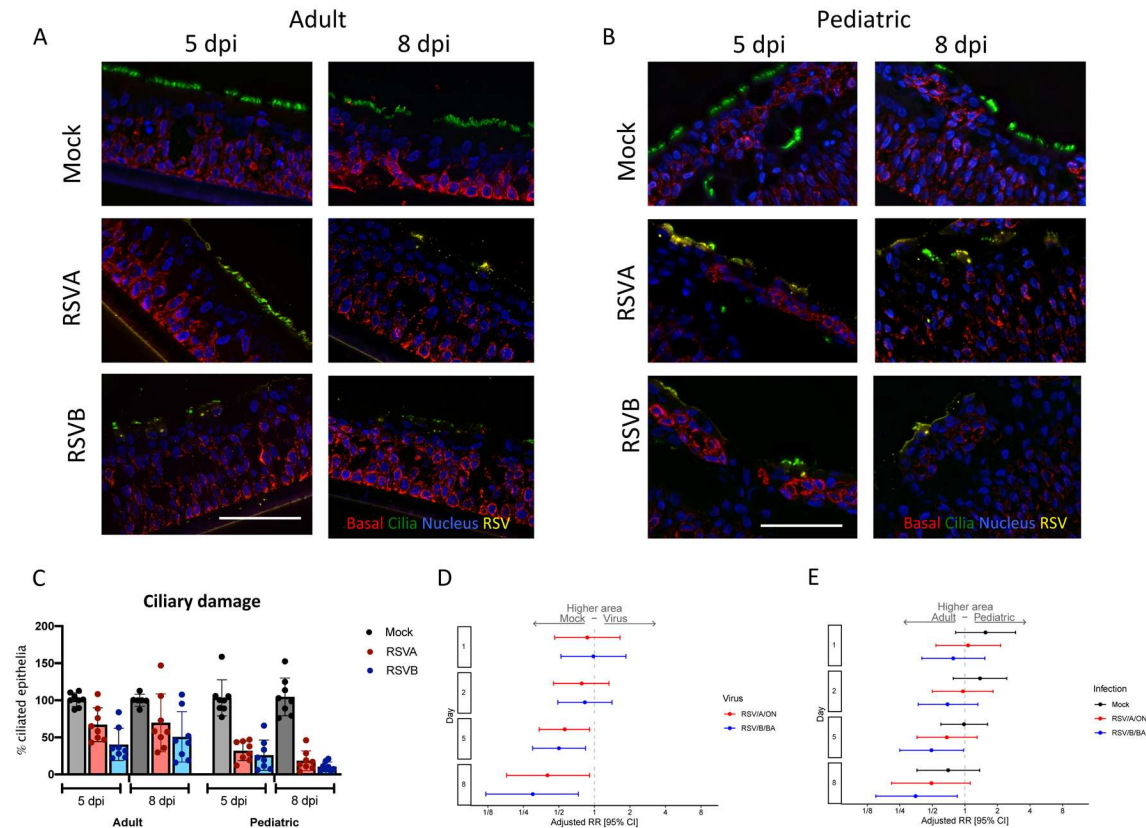 Adult
Pediatric
A
5 dpi
8 dpi
B
5 dpi
8 dpi
Mock
RSVA
RSVB
Basal Cilia Nucleus RSV
Mock
RSVA
RSVB
Basal Cilia Nucleus RSV
C
Ciliary damage
% ciliated epithelia
200
150
100
50
0
Mock
RSVA
RSVB
5 dpi
8 dpi
5 dpi
8 dpi
Adult
Pediatric
D
Higher area
Mock – Virus
Day
1
2
5
8
1/8
1/4
1/2
1
2
8
Adjusted RR [95% CI]
Virus
RSV/A/ON
RSV/B/BA
E
Higher area
Adult – Pediatric
Day
1
2
5
8
1/8
1/4
1/2
1
2
4
8
Adjusted RR [95% CI]
Infection
Mock
RSV/A/ON
RSV/B/BA